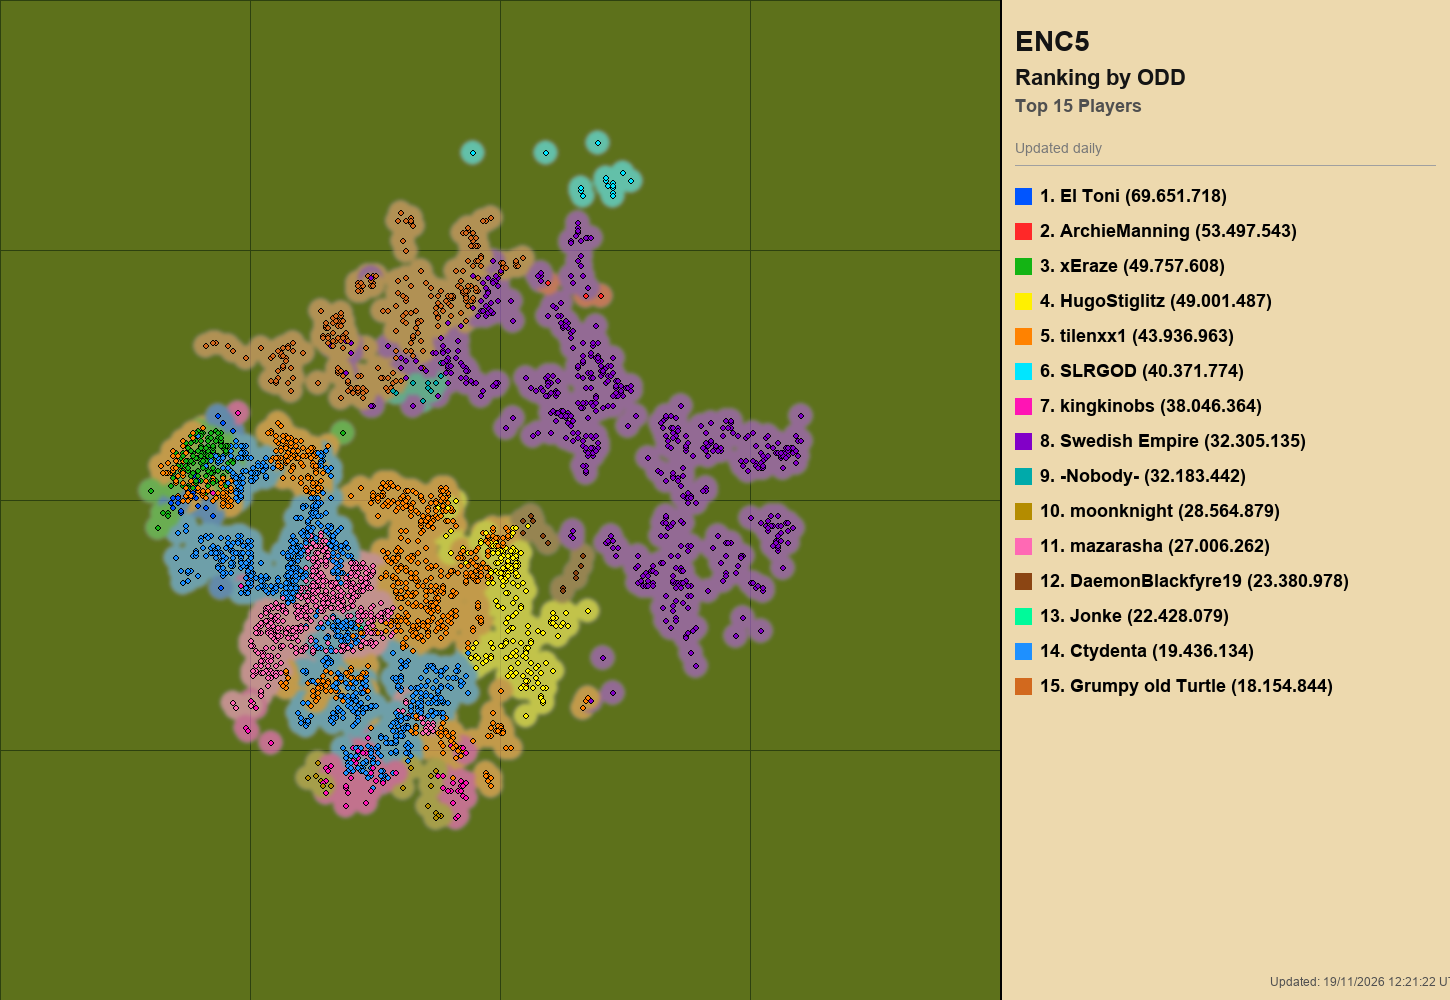 ENC5
Ranking by ODD
Top 15 Players
Updated daily
1. El Toni (69.651.718)
2. ArchieManning (53.497.543)
3. xEraze (49.757.608)
4. HugoStiglitz (49.001.487)
5. tilenxx1 (43.936.963)
6. SLRGOD (40.371.774)
7. kingkinobs (38.046.364)
8. Swedish Empire (32.305.135)
9. -Nobody- (32.183.442)
10. moonknight (28.564.879)
11. mazarasha (27.006.262)
12. DaemonBlackfyre19 (23.380.978)
13. Jonke (22.428.079)
14. Ctydenta (19.436.134)
15. Grumpy old Turtle (18.154.844)
Updated: 19/11/2026 12:21:22